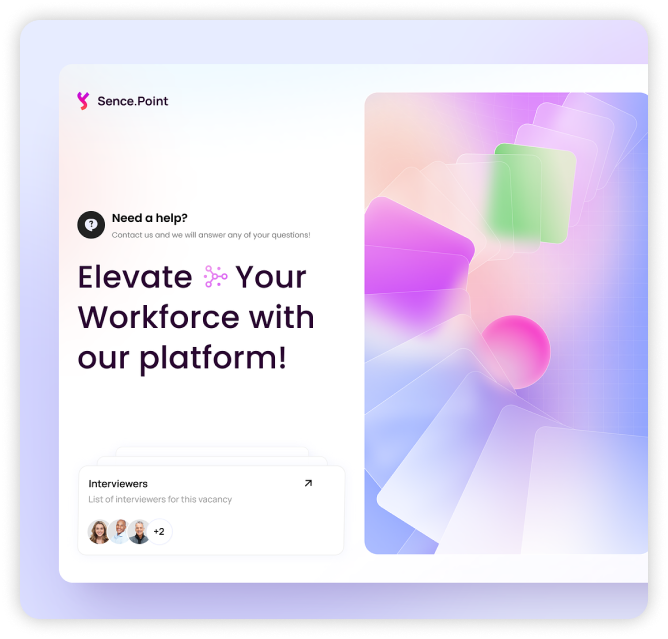 Sence.Point
Need a help?
Contact us and we will answer any of your questions!
Elevate Your
Workforce with
our platform!
Interviewers
List of interviewers for this vacancy
+2